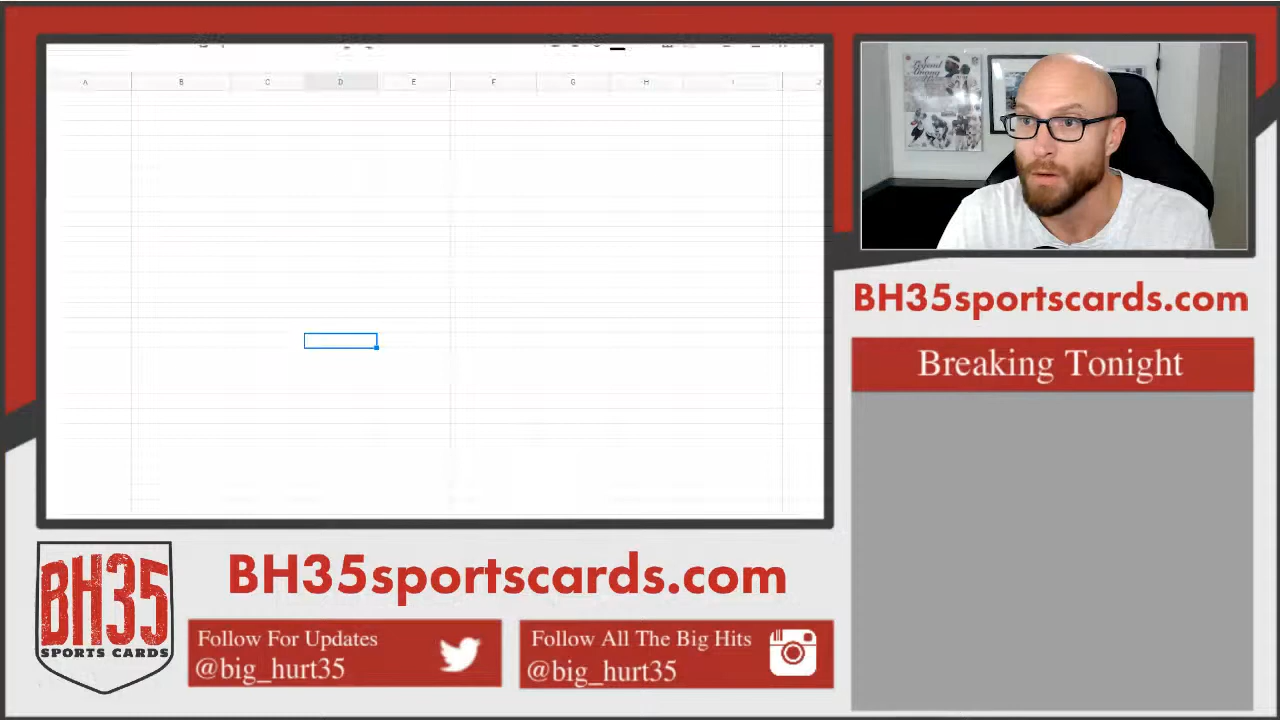 A B C D E F G H I J
BH35sportscards.com
Breaking Tonight
BH35sportscards.com
BH35
SPORTS CARDS
Follow For Updates
@big_hurt35
Follow All The Big Hits
@big_hurt35